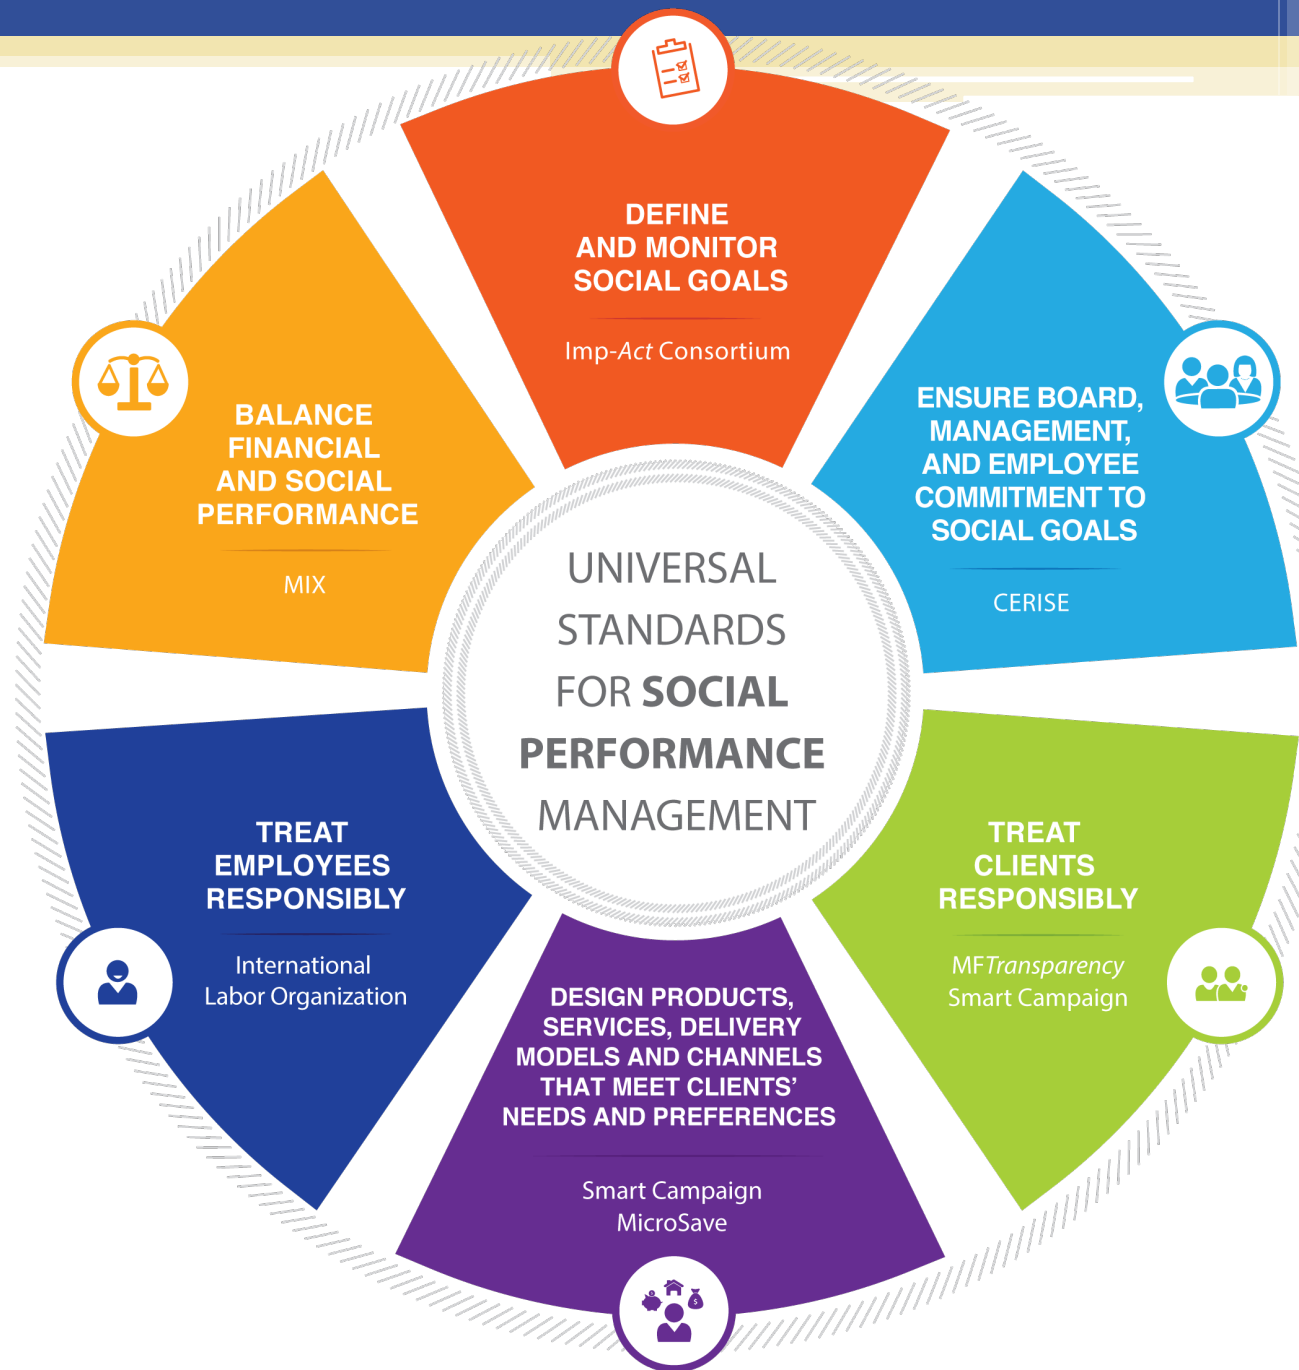 DEFINE
AND MONITOR
SOCIAL GOALS
Imp-Act Consortium
ENSURE BOARD,
MANAGEMENT,
AND EMPLOYEE
COMMITMENT TO
SOCIAL GOALS
CERISE
TREAT
CLIENTS
RESPONSIBLY
MFTransparency
Smart Campaign
DESIGN PRODUCTS,
SERVICES, DELIVERY
MODELS AND CHANNELS
THAT MEET CLIENTS’
NEEDS AND PREFERENCES
Smart Campaign
MicroSave
TREAT
EMPLOYEES
RESPONSIBLY
International
Labor Organization
BALANCE
FINANCIAL
AND SOCIAL
PERFORMANCE
MIX
UNIVERSAL
STANDARDS
FOR SOCIAL
PERFORMANCE
MANAGEMENT